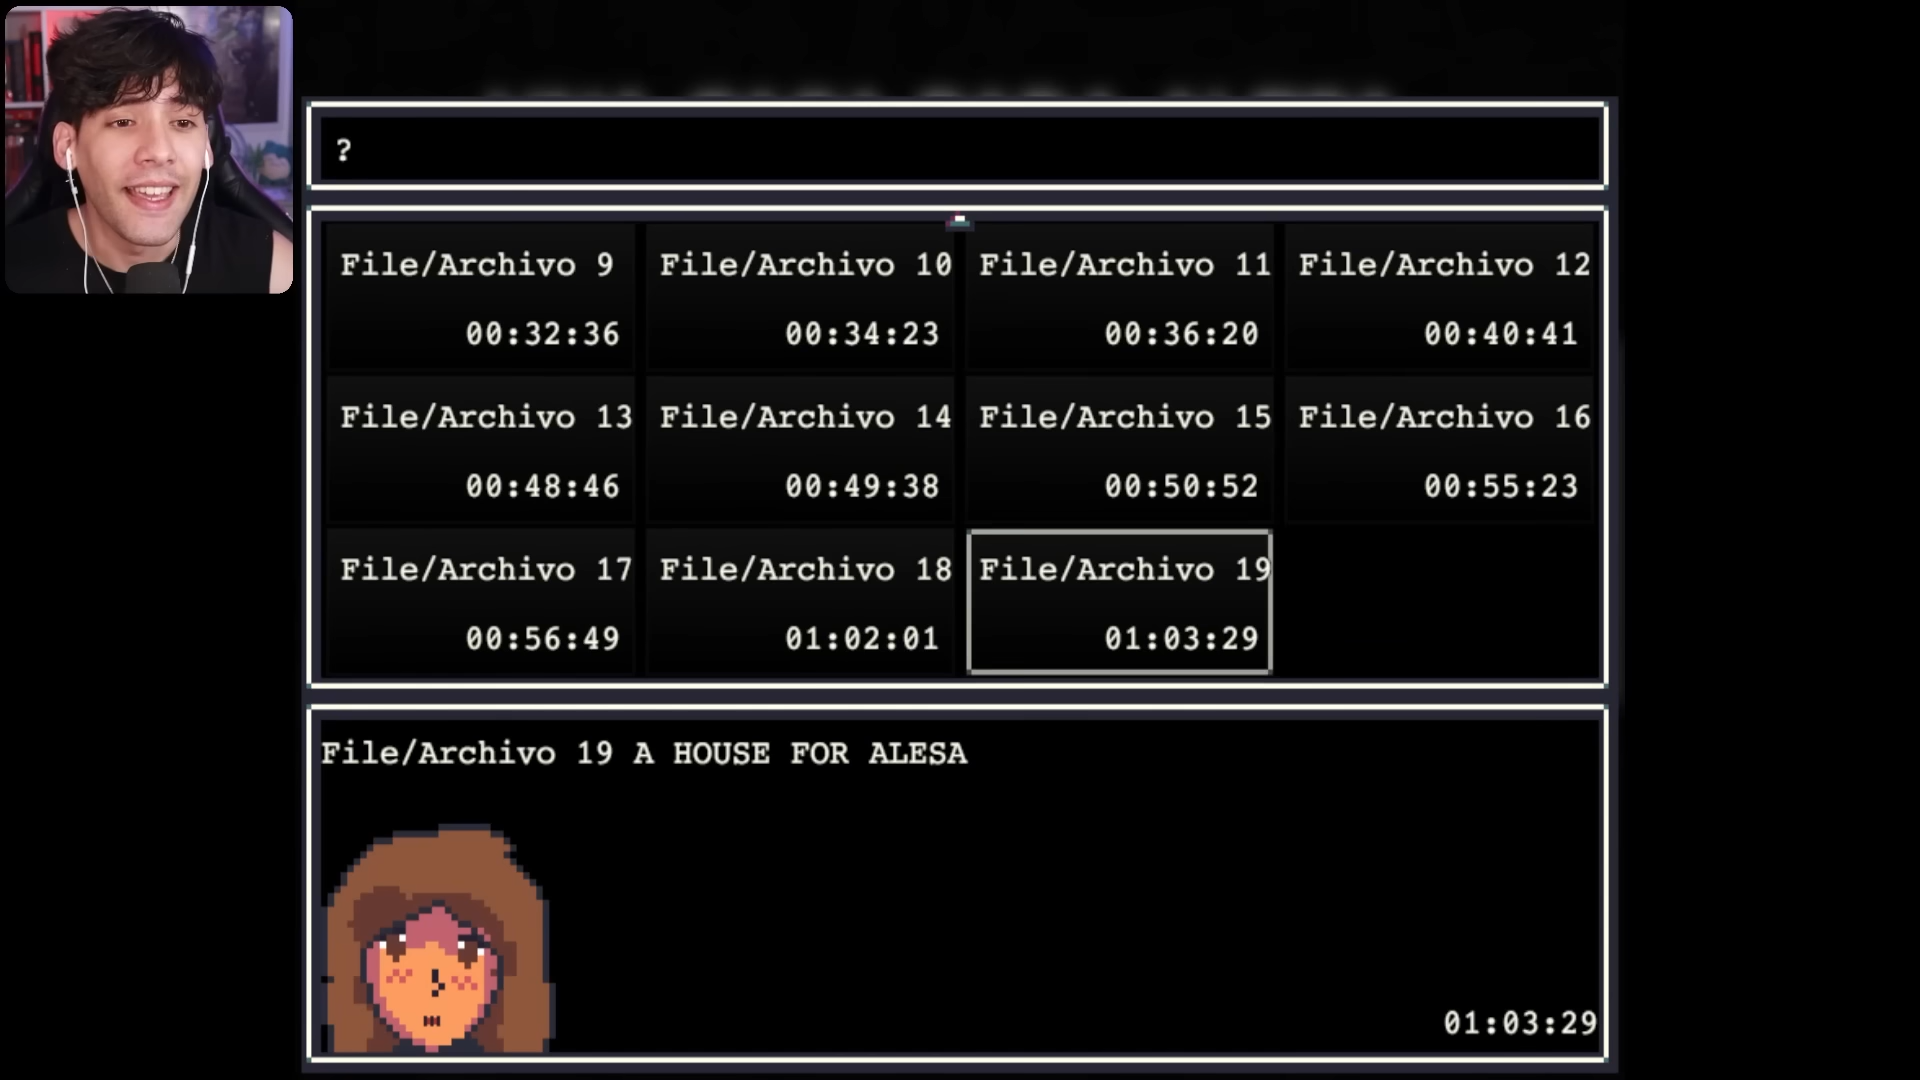 ?
File/Archivo 9
File/Archivo 10
File/Archivo 11
File/Archivo 12
00:32:36
00:34:23
00:36:20
00:40:41
File/Archivo 13
File/Archivo 14
File/Archivo 15
File/Archivo 16
00:48:46
00:49:38
00:50:52
00:55:23
File/Archivo 17
File/Archivo 18
File/Archivo 19
00:56:49
01:02:01
01:03:29
File/Archivo 19 A HOUSE FOR ALESA
01:03:29